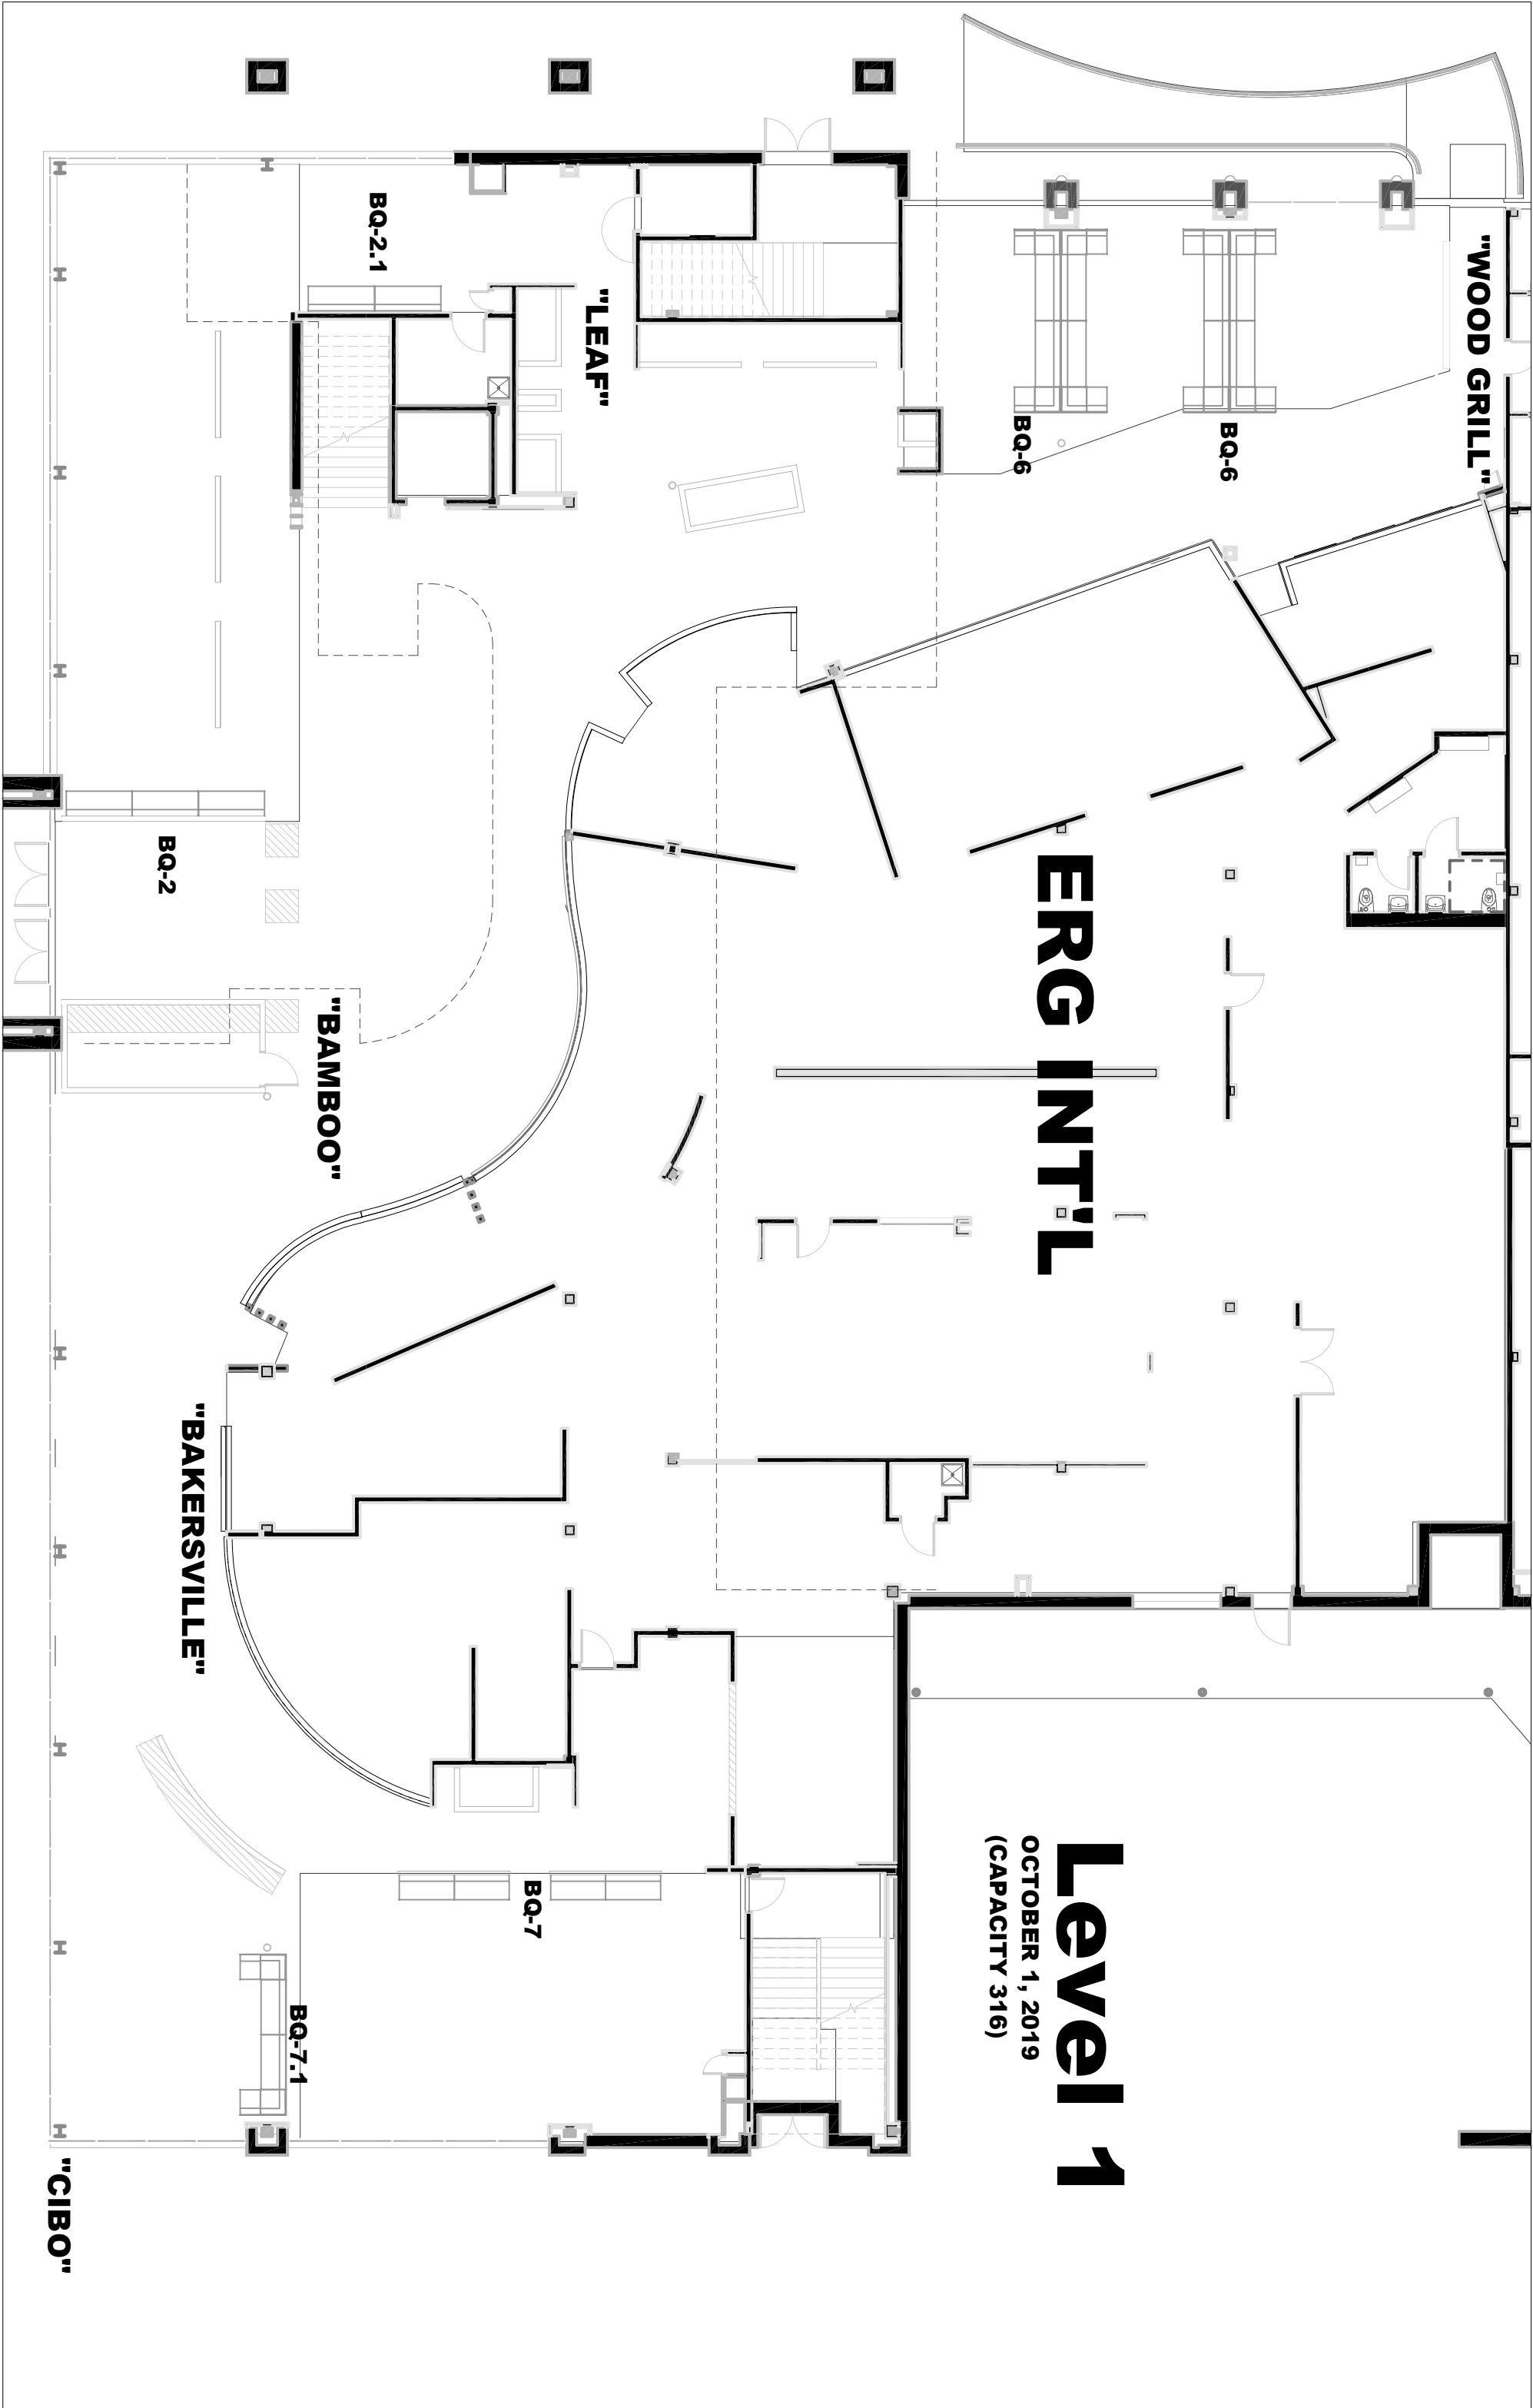 Level 1
OCTOBER 1, 2019
(CAPACITY 316)
"WOOD GRILL"
BQ-6
BQ-6
ERG INT'L
"LEAF"
BQ-2.1
"BAMBOO"
BQ-2
"BAKERSVILLE"
BQ-7
BQ-7.1
"CIBO"